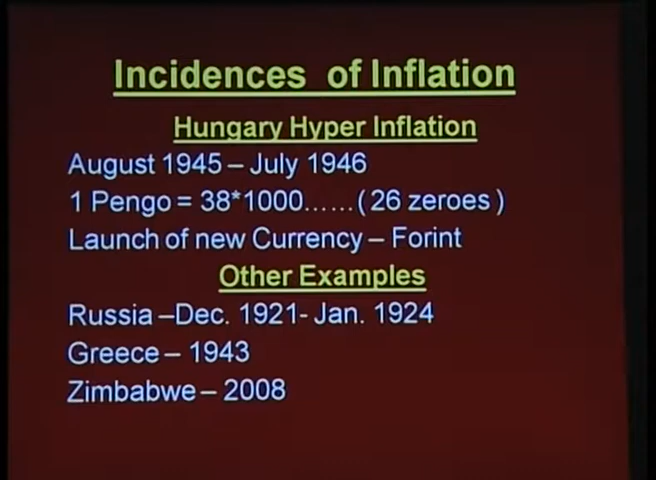 Incidences of Inflation
Hungary Hyper Inflation
August 1945 – July 1946
1 Pengo = 38*1000......( 26 zeroes )
Launch of new Currency – Forint
Other Examples
Russia –Dec. 1921- Jan. 1924
Greece – 1943
Zimbabwe – 2008